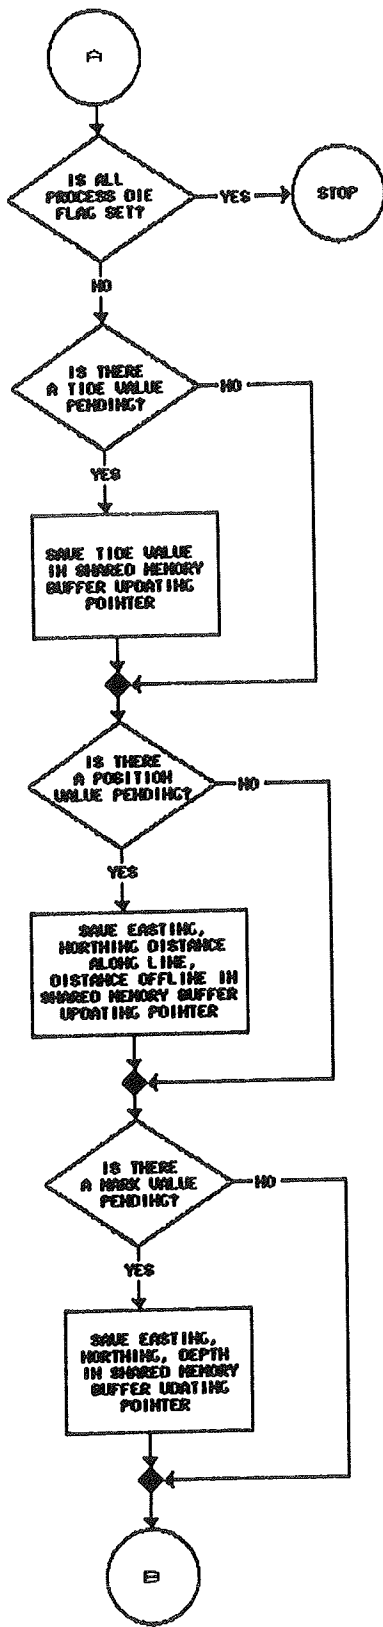 A
IS ALL
PROCESS DIE
FLAG SET?
YES
STOP
NO
IS THERE
A TIDE VALUE
PENDING?
NO
YES
SAVE TIDE VALUE
IN SHARED MEMORY
BUFFER UPDATING
POINTER
IS THERE
A POSITION
VALUE PENDING?
NO
YES
SAVE EASTING,
NORTHING DISTANCE
ALONG LINE,
DISTANCE OFFLINE IN
SHARED MEMORY BUFFER
UPDATING POINTER
IS THERE
A MARK VALUE
PENDING?
NO
YES
SAVE EASTING,
NORTHING, DEPTH
IN SHARED MEMORY
BUFFER UDATING
POINTER
B